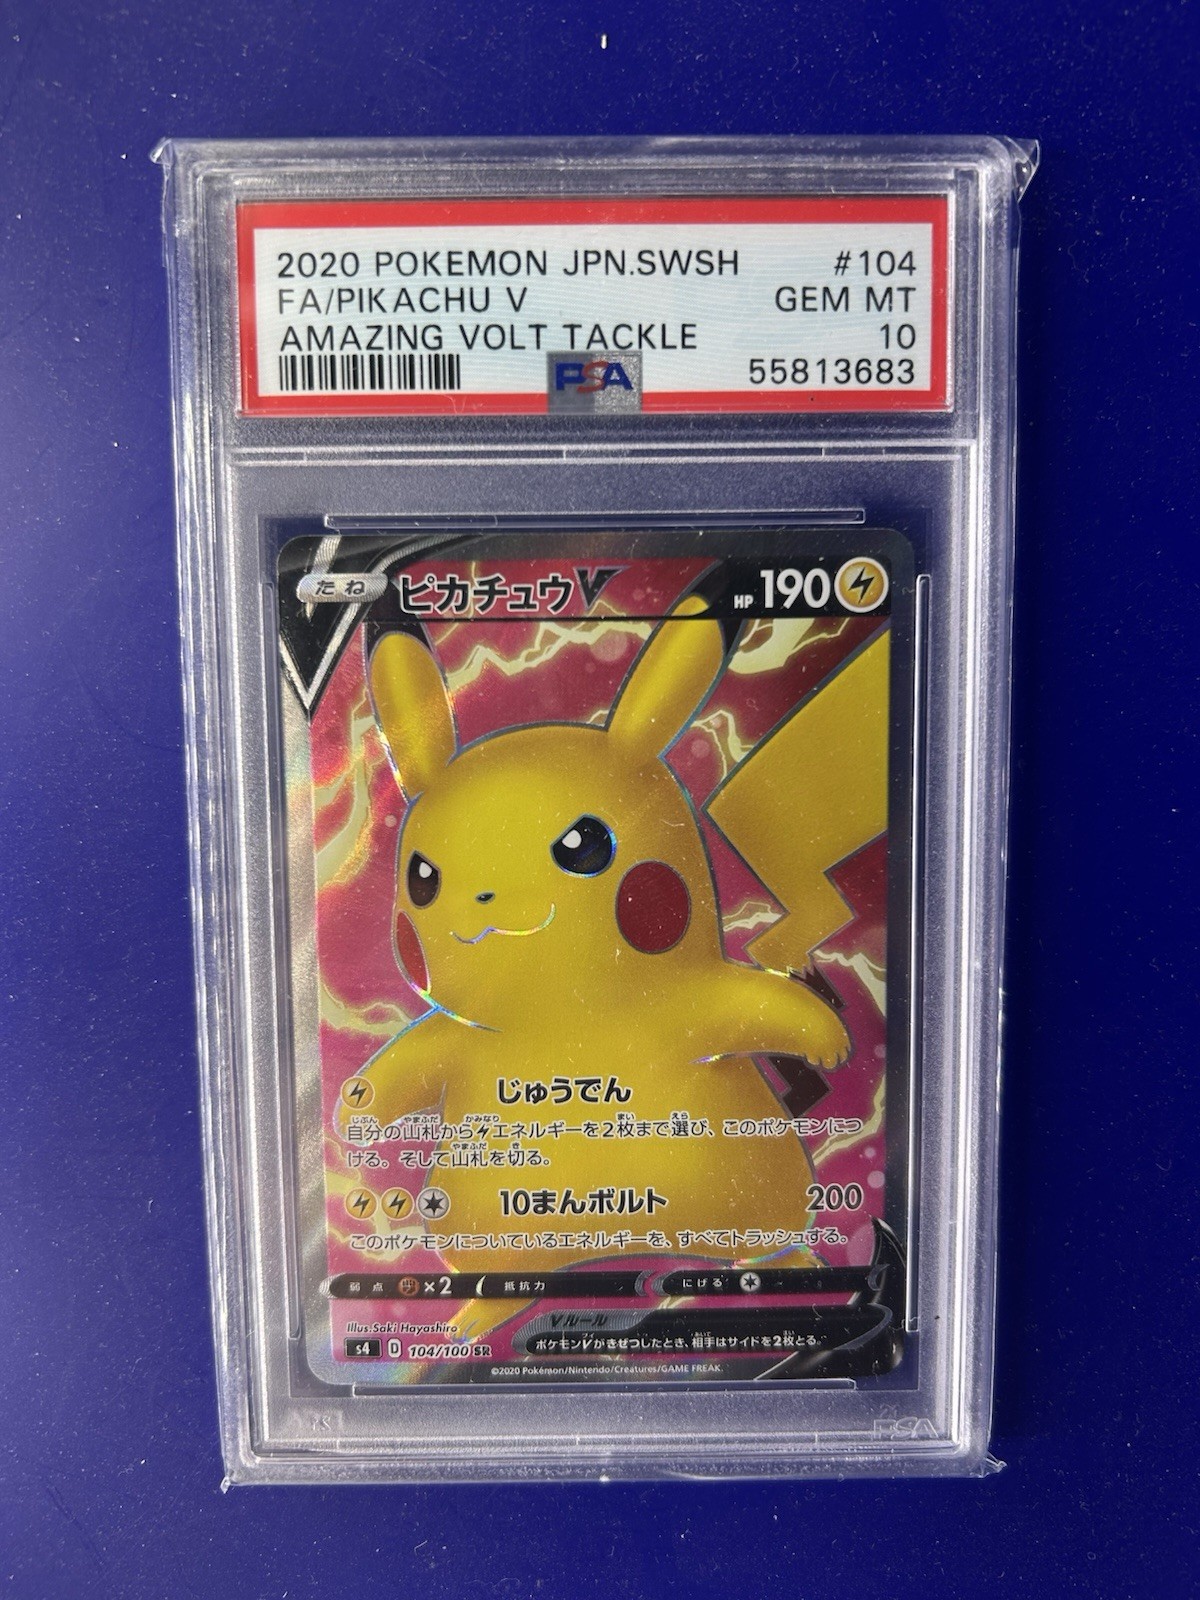 2020 POKEMON JPN.SWSH #104
FA/PIKACHU V GEM MT
AMAZING VOLT TACKLE 10
PSA 55813683
たね ピカチュウV HP 190
じゅうでん
自分の山札からエネルギーを2枚まで選び、このポケモンにつ
ける。そして山札を切る。
10まんボルト 200
このポケモンについているエネルギーを、すべてトラッシュする。
弱点 ×2 抵抗力 にげる
Illus.Saki Hayashiro Vルール
s4 D 104/100 SR ポケモンVがきぜつしたとき、相手はサイドを2枚とる。
©2020 Pokémon/Nintendo/Creatures/GAME FREAK.
PSA